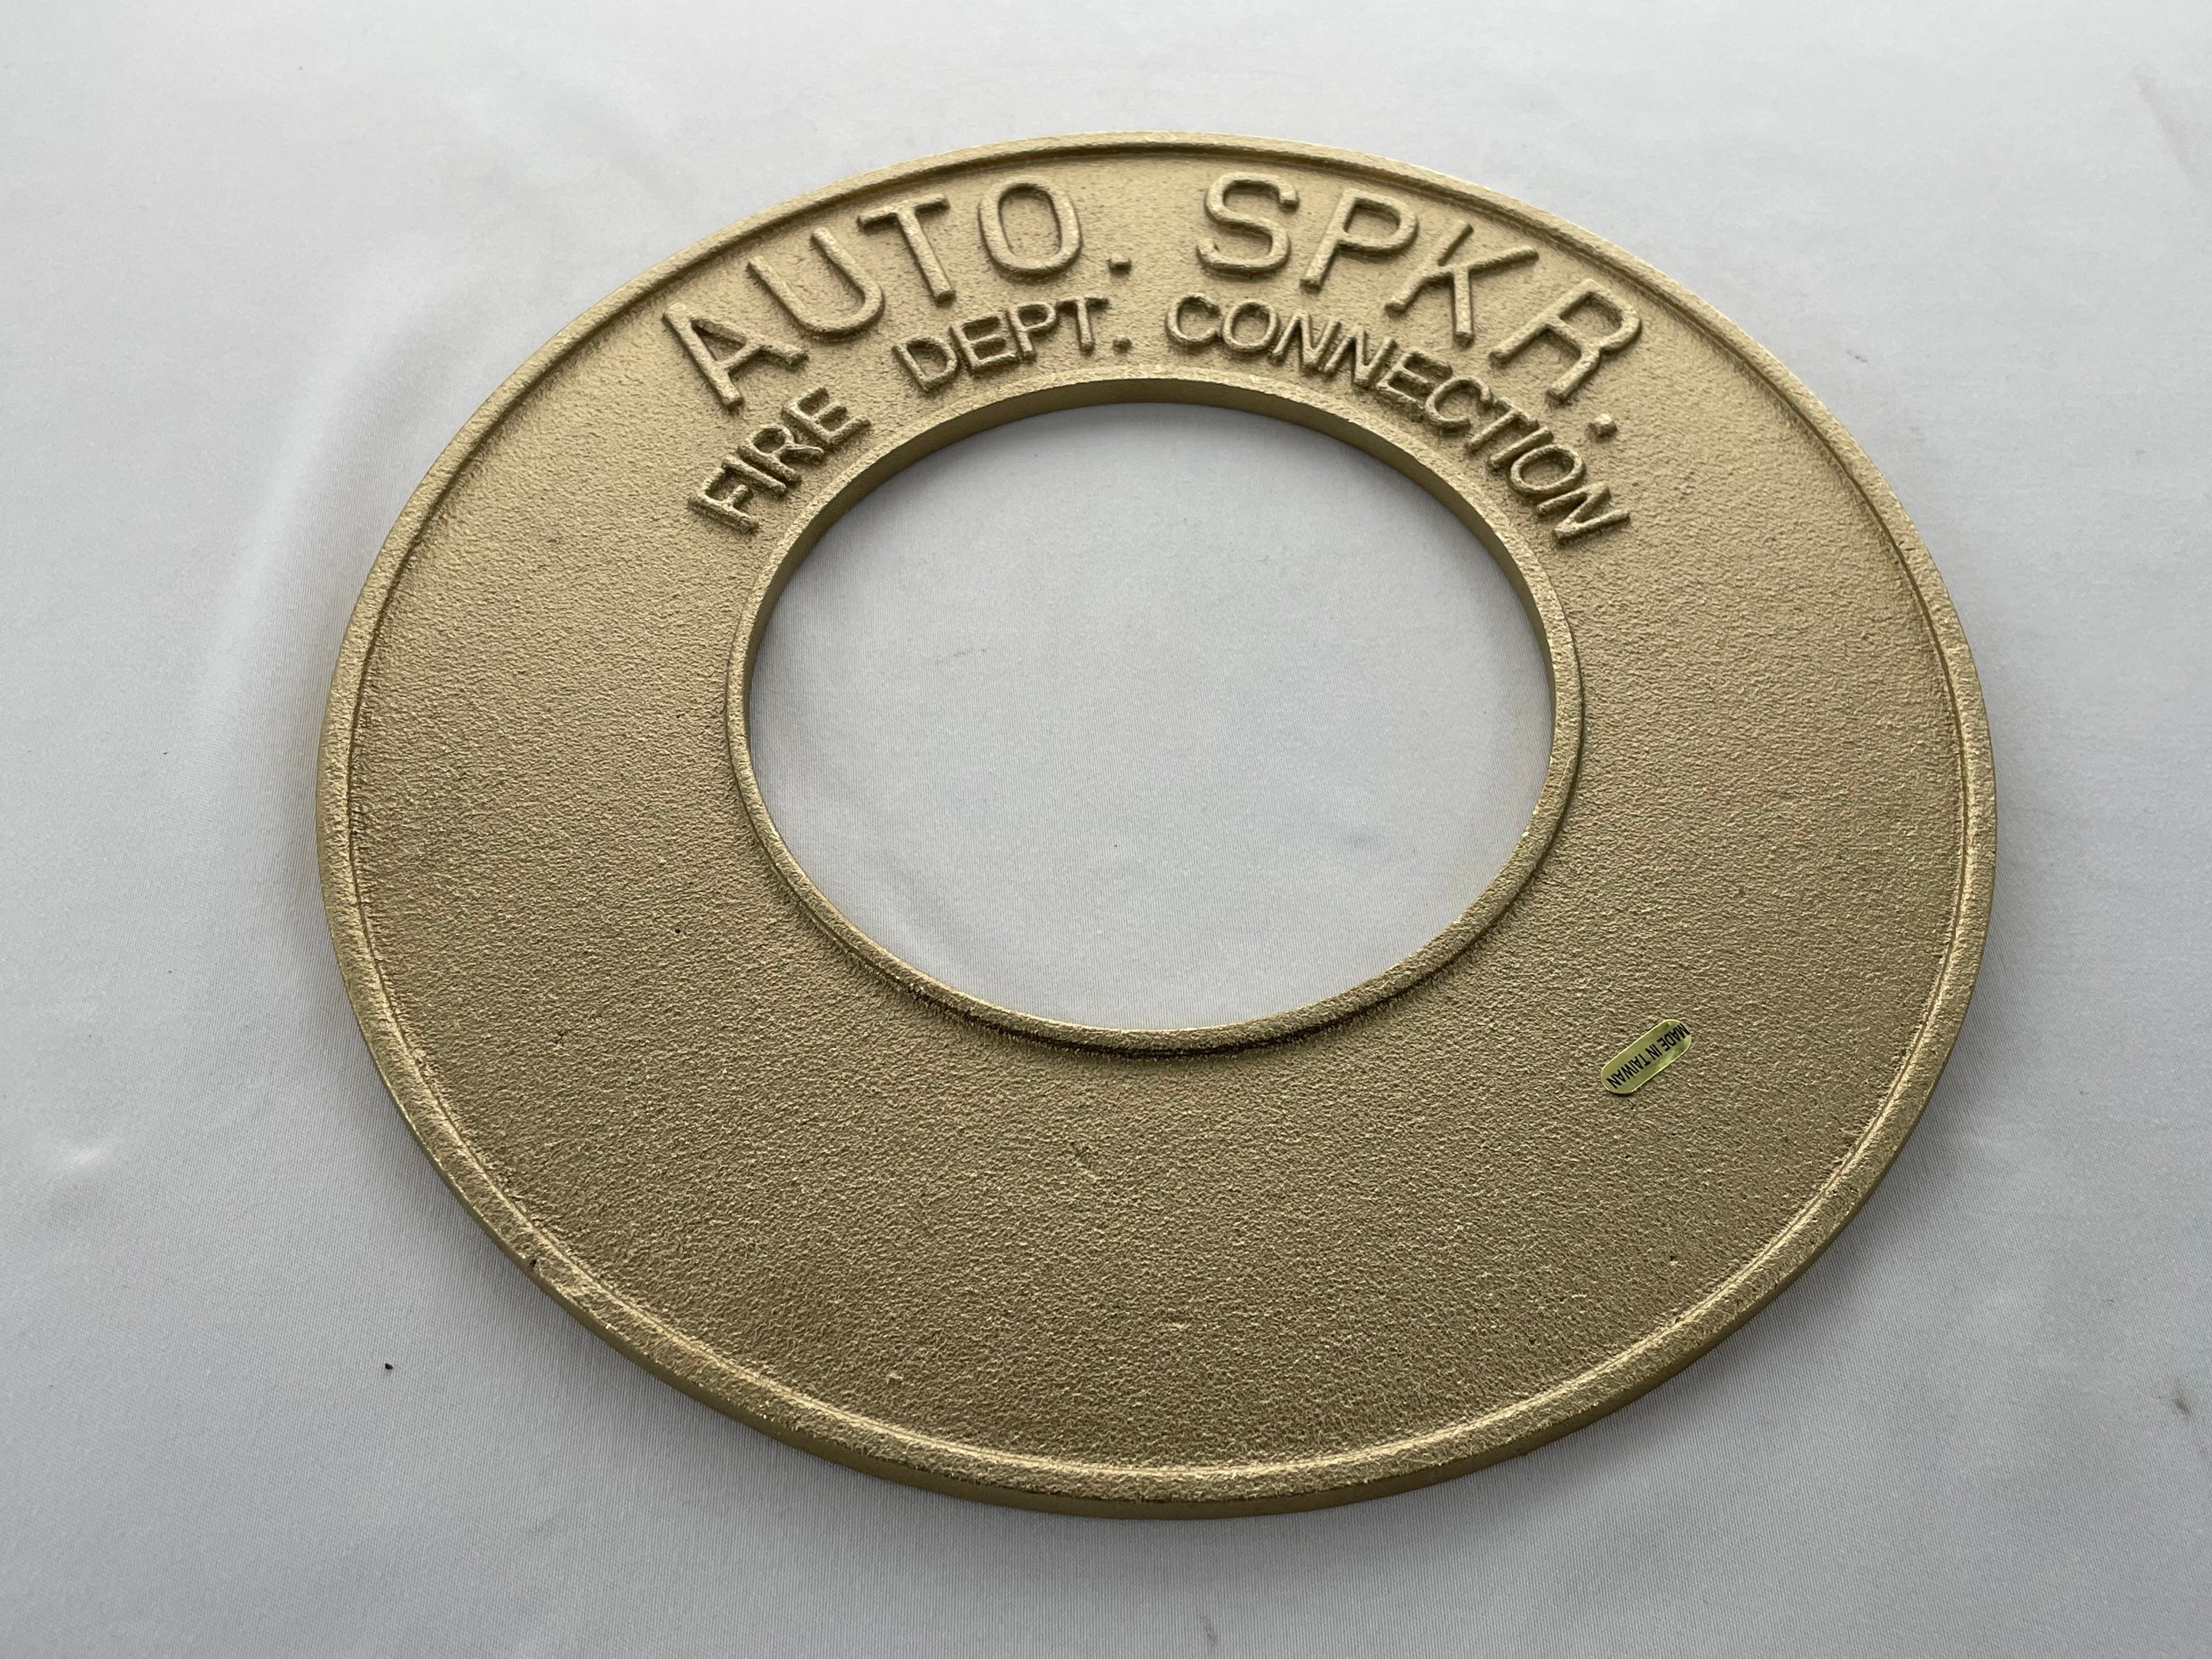 AUTO. SPKR.
FIRE DEPT. CONNECTION
MADE IN TAIWAN